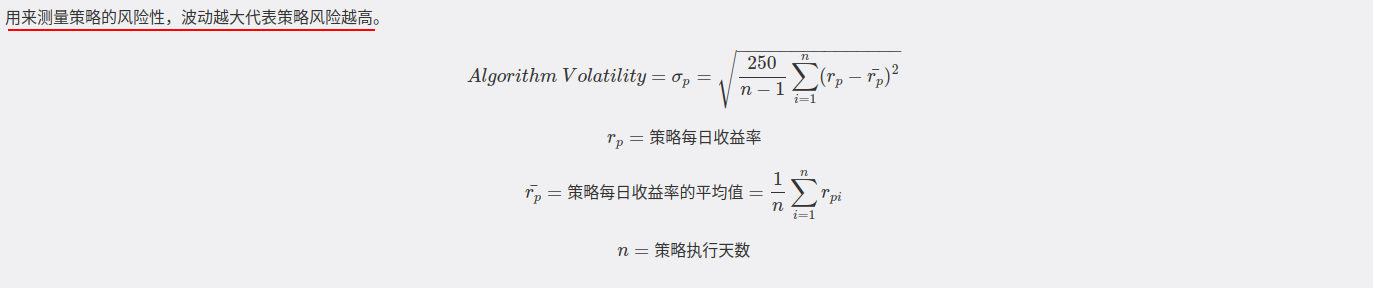 用来测量策略的风险性，波动越大代表策略风险越高。
Algorithm Volatility = σ_p = √(250/(n − 1) ∑_{i=1}^{n} (r_p − r̄_p)²)
r_p = 策略每日收益率
r̄_p = 策略每日收益率的平均值 = 1/n ∑_{i=1}^{n} r_{pi}
n = 策略执行天数